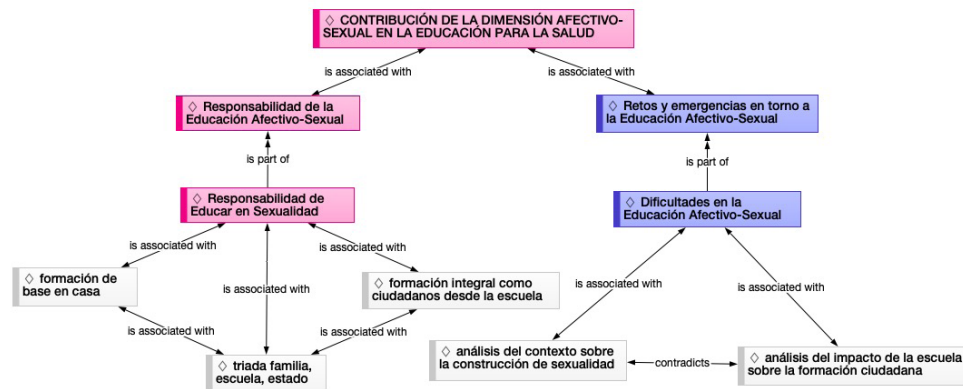 ◇ CONTRIBUCIÓN DE LA DIMENSIÓN AFECTIVO-
SEXUAL EN LA EDUCACIÓN PARA LA SALUD
is associated with
is associated with
◇ Responsabilidad de la
Educación Afectivo-Sexual
◇ Retos y emergencias en torno a
la Educación Afectivo-Sexual
is part of
is part of
◇ Responsabilidad de
Educar en Sexualidad
◇ Dificultades en la
Educación Afectivo-Sexual
is associated with
is associated with
◇ formación de
base en casa
is associated with
◇ formación integral como
ciudadanos desde la escuela
is associated with
is associated with
is associated with
is associated with
◇ triada familia,
escuela, estado
◇ análisis del contexto sobre
la construcción de sexualidad
contradicts
◇ análisis del impacto de la escuela
sobre la formación ciudadana